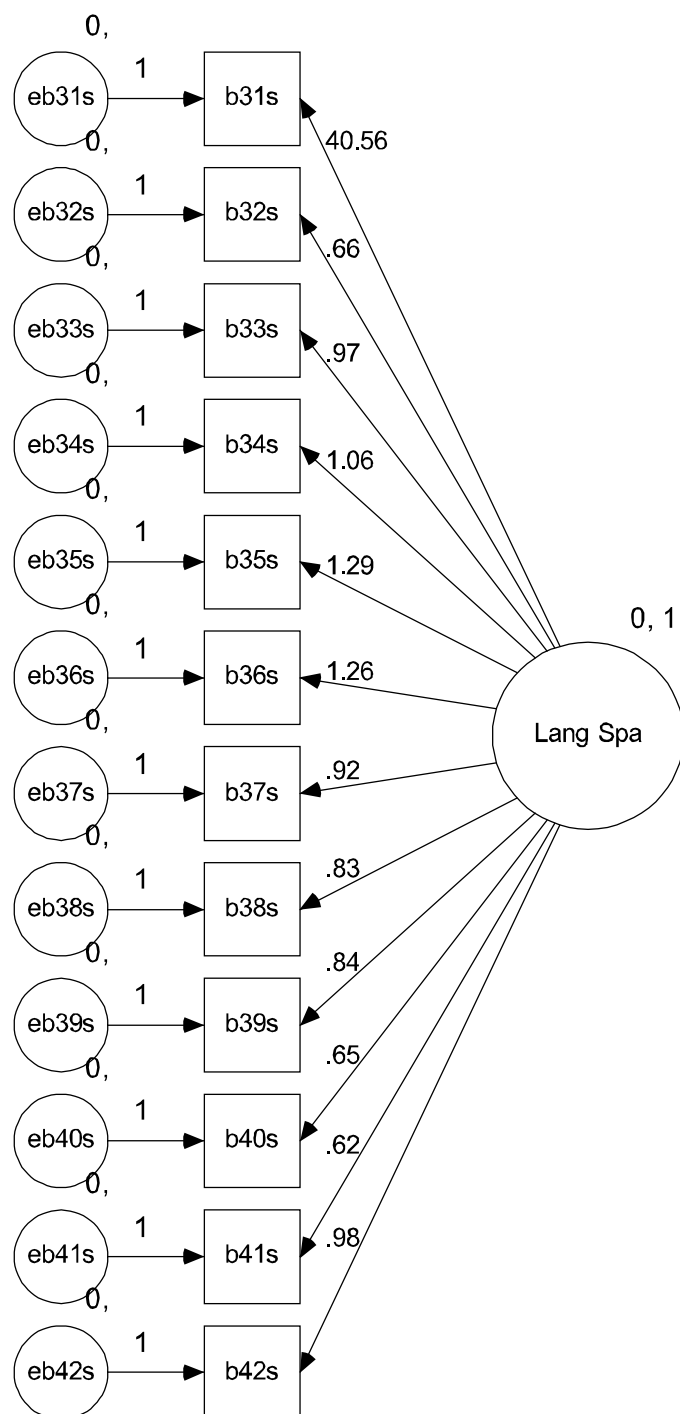 0,
1
eb31s
b31s
0,
40.56
1
eb32s
b32s
0,
.66
1
eb33s
b33s
0,
.97
1
eb34s
b34s
0,
1.06
1
eb35s
b35s
1.29
0,
0, 1
1
eb36s
b36s
1.26
0,
Lang Spa
1
eb37s
b37s
.92
0,
1
eb38s
b38s
.83
0,
1
eb39s
b39s
.84
0,
1
eb40s
b40s
.65
0,
1
eb41s
b41s
.62
0,
1
eb42s
b42s
.98